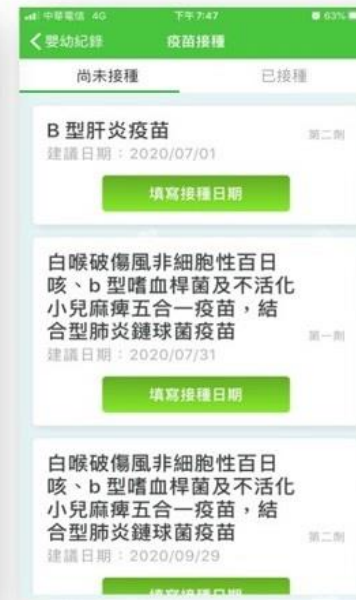 中華電信 4G 下午7:47 63%
嬰幼紀錄 疫苗接種
尚未接種 已接種
B 型肝炎疫苗 第二劑
建議日期：2020/07/01
填寫接種日期
白喉破傷風非細胞性百日
咳、b 型嗜血桿菌及不活化
小兒麻痺五合一疫苗，結
合型肺炎鏈球菌疫苗 第一劑
建議日期：2020/07/31
填寫接種日期
白喉破傷風非細胞性百日
咳、b 型嗜血桿菌及不活化
小兒麻痺五合一疫苗，結
合型肺炎鏈球菌疫苗 第二劑
建議日期：2020/09/29
填寫接種日期